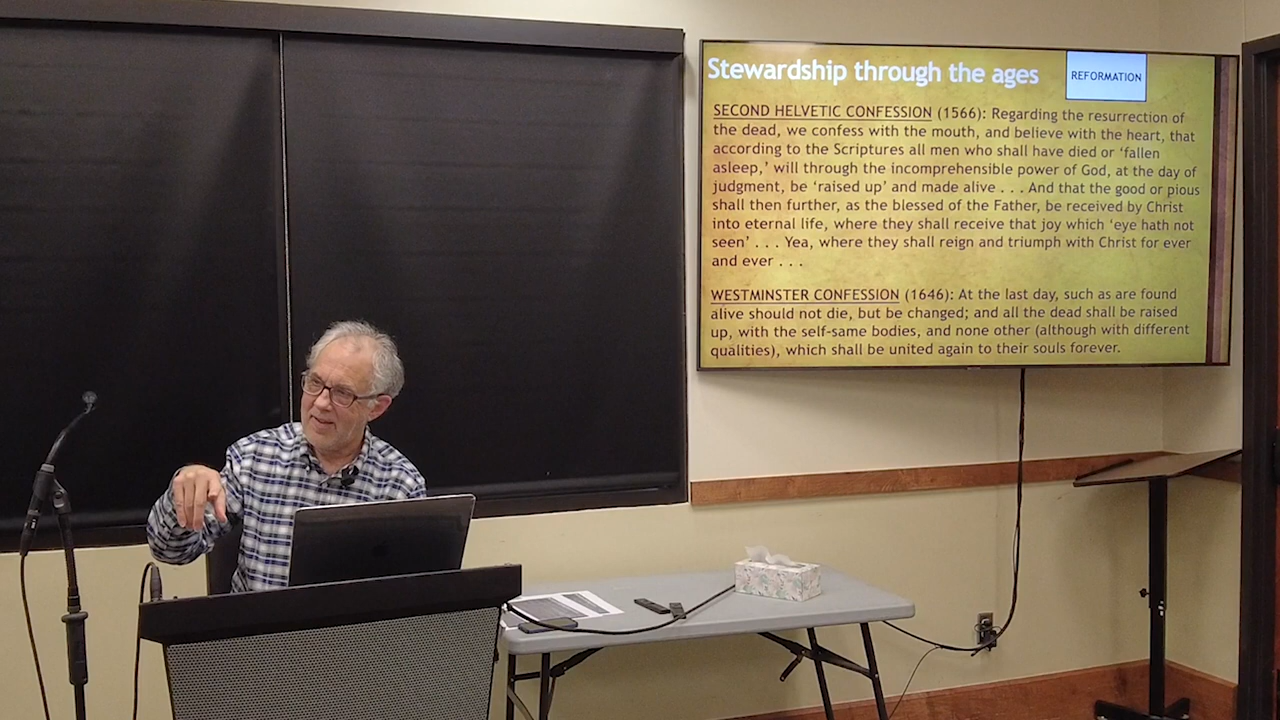 Stewardship through the ages
REFORMATION
SECOND HELVETIC CONFESSION (1566): Regarding the resurrection of
the dead, we confess with the mouth, and believe with the heart, that
according to the Scriptures all men who shall have died or ‘fallen
asleep,’ will through the incomprehensible power of God, at the day of
judgment, be ‘raised up’ and made alive . . . And that the good or pious
shall then further, as the blessed of the Father, be received by Christ
into eternal life, where they shall receive that joy which ‘eye hath not
seen’ . . . Yea, where they shall reign and triumph with Christ for ever
and ever . . .
WESTMINSTER CONFESSION (1646): At the last day, such as are found
alive should not die, but be changed; and all the dead shall be raised
up, with the self-same bodies, and none other (although with different
qualities), which shall be united again to their souls forever.